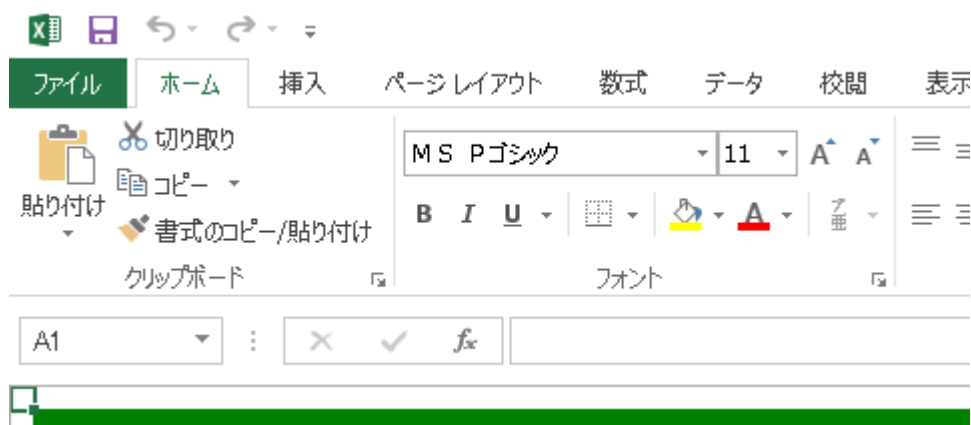 ファイル ホーム 挿入 ページ レイアウト 数式 データ 校閲 表示
切り取り
コピー
書式のコピー/貼り付け
貼り付け
クリップボード
ＭＳ Ｐゴシック 11 A A
B I U A ア亜
フォント
A1 fx